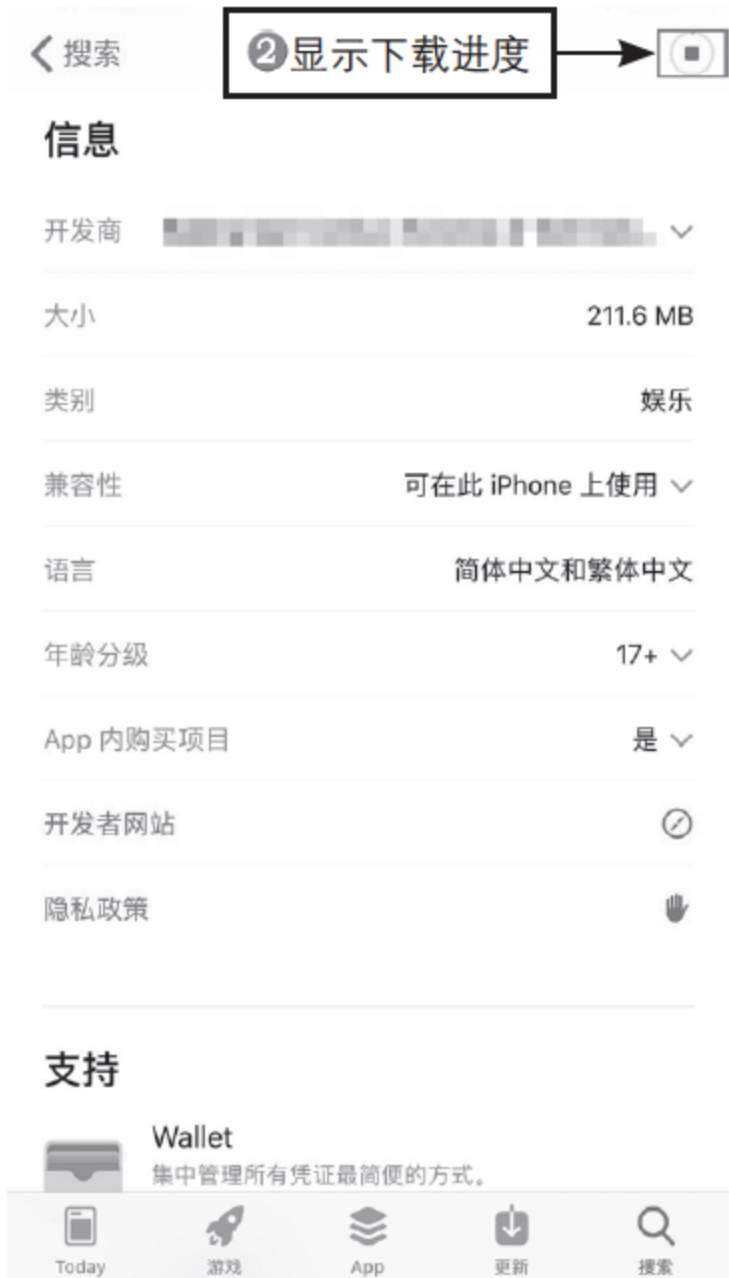 搜索
❷显示下载进度
信息
开发商
大小 211.6 MB
类别 娱乐
兼容性 可在此 iPhone 上使用
语言 简体中文和繁体中文
年龄分级 17+
App 内购买项目 是
开发者网站
隐私政策
支持
Wallet
集中管理所有凭证最简便的方式。
Today 游戏 App 更新 搜索